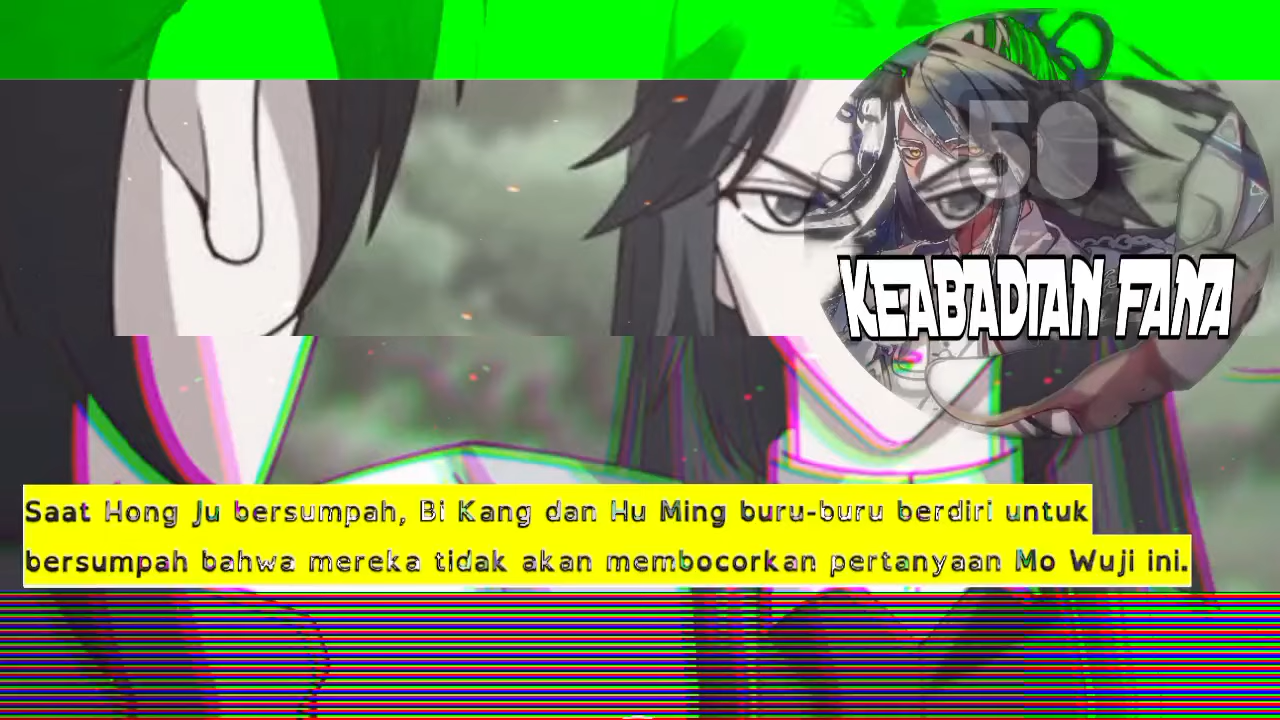 50
KEABADIAN FANA
Saat Hong Ju bersumpah, Bi Kang dan Hu Ming buru-buru berdiri untuk
bersumpah bahwa mereka tidak akan membocorkan pertanyaan Mo Wuji ini.